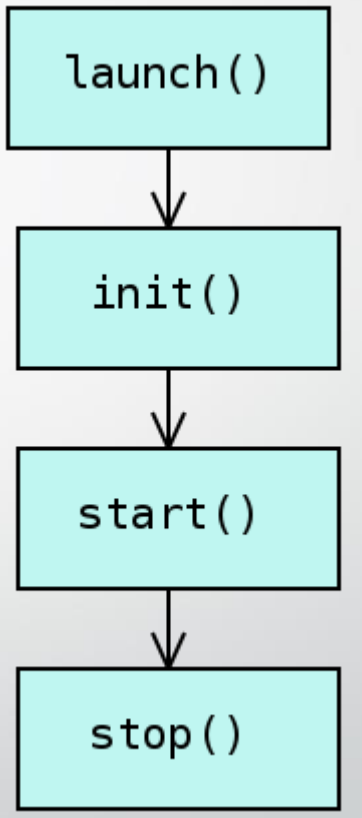 launch()
init()
start()
stop()